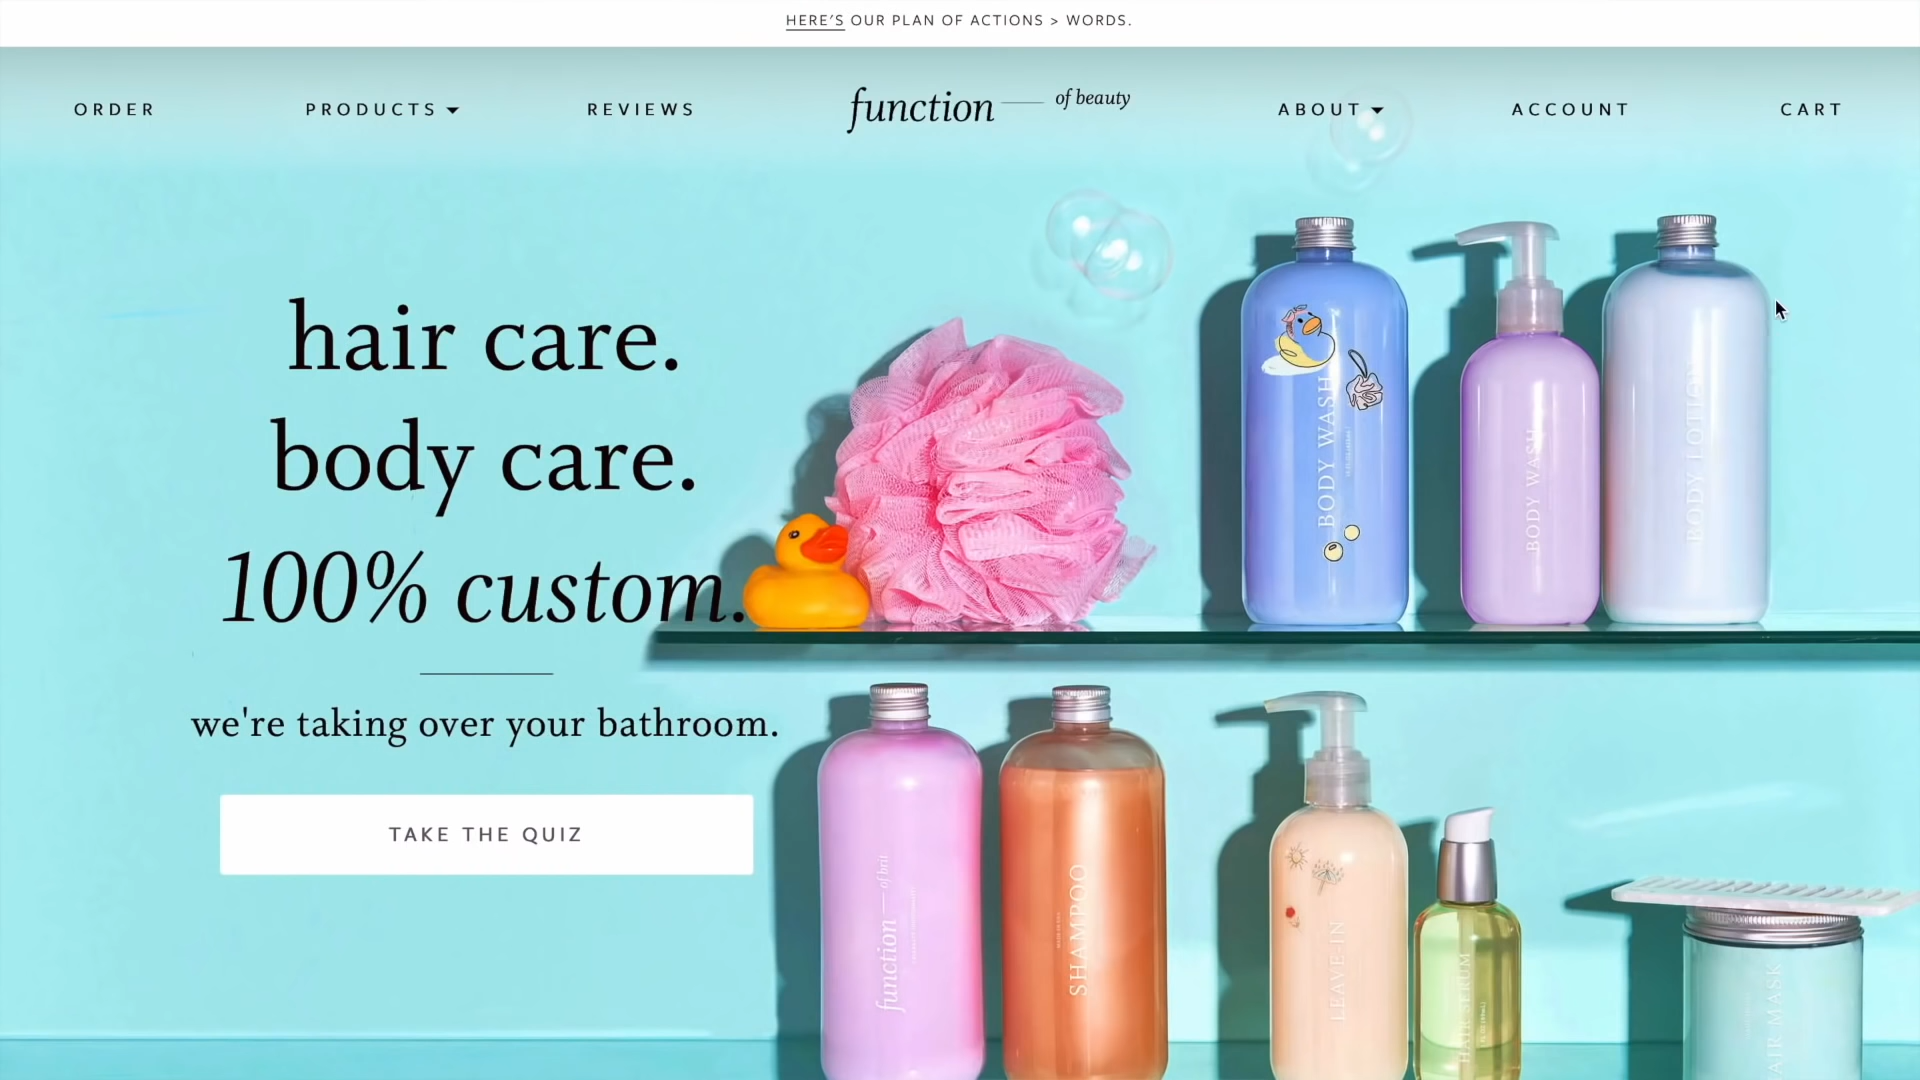 HERE'S OUR PLAN OF ACTIONS > WORDS.
ORDER
PRODUCTS
REVIEWS
function — of beauty
ABOUT
ACCOUNT
CART
hair care.
body care.
100% custom.
we're taking over your bathroom.
TAKE THE QUIZ
BODY WASH
BODY WASH
BODY LOTION
function — of brit
SHAMPOO
LEAVE-IN
HAIR SERUM
HAIR MASK